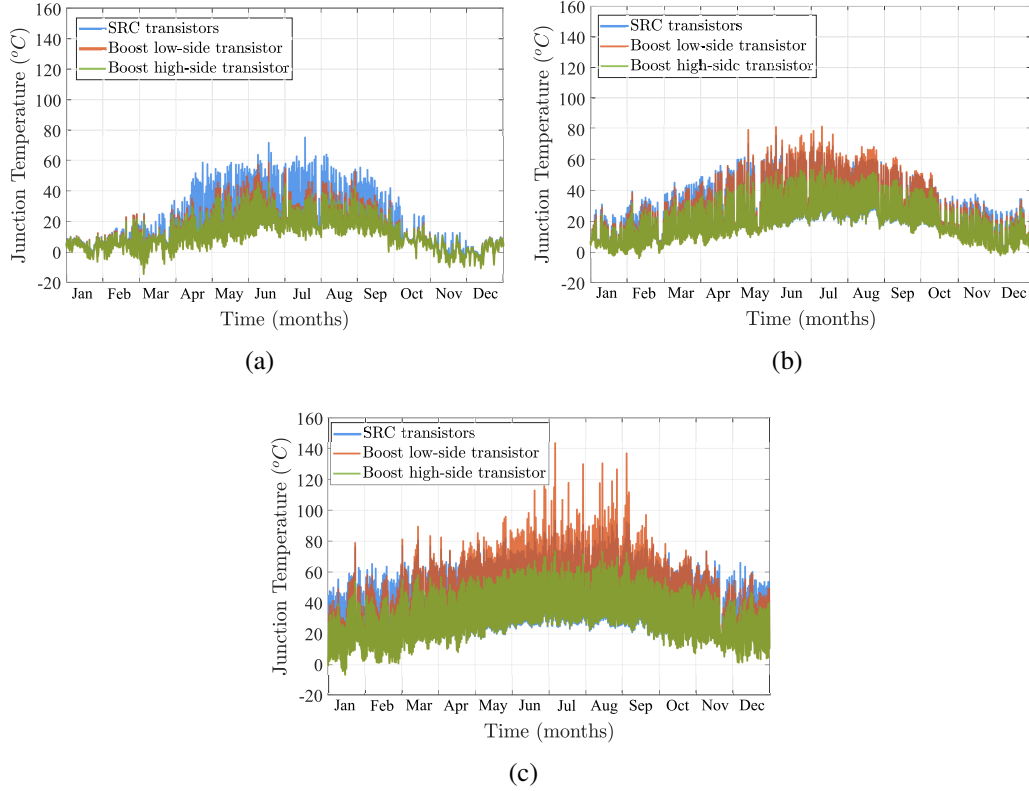 160
140
120
100
80
60
40
20
0
-20
Junction Temperature (°C)
SRC transistors
Boost low-side transistor
Boost high-side transistor
Jan Feb Mar Apr May Jun Jul Aug Sep Oct Nov Dec
Time (months)
(a)
160
140
120
100
80
60
40
20
0
-20
Junction Temperature (°C)
SRC transistors
Boost low-side transistor
Boost high-side transistor
Jan Feb Mar Apr May Jun Jul Aug Sep Oct Nov Dec
Time (months)
(b)
160
140
120
100
80
60
40
20
0
-20
Junction Temperature (°C)
SRC transistors
Boost low-side transistor
Boost high-side transistor
Jan Feb Mar Apr May Jun Jul Aug Sep Oct Nov Dec
Time (months)
(c)